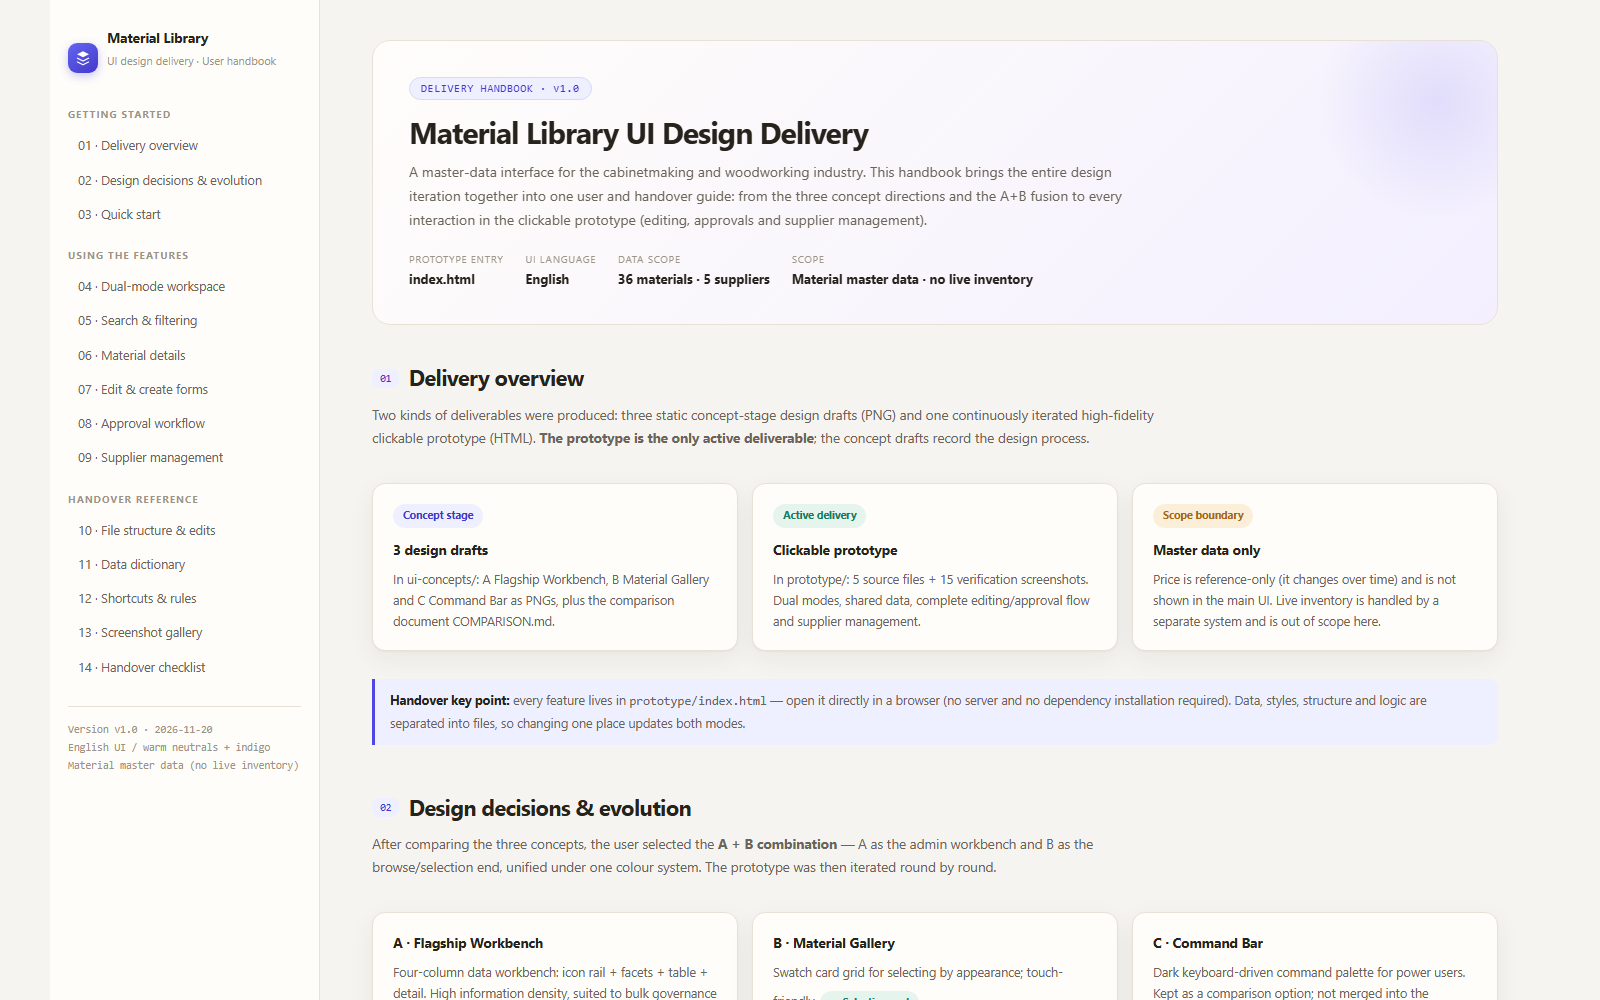 Material Library
UI design delivery · User handbook
GETTING STARTED
01 · Delivery overview
02 · Design decisions & evolution
03 · Quick start
USING THE FEATURES
04 · Dual-mode workspace
05 · Search & filtering
06 · Material details
07 · Edit & create forms
08 · Approval workflow
09 · Supplier management
HANDOVER REFERENCE
10 · File structure & edits
11 · Data dictionary
12 · Shortcuts & rules
13 · Screenshot gallery
14 · Handover checklist
Version v1.0 · 2026-11-20
English UI / warm neutrals + indigo
Material master data (no live inventory)
DELIVERY HANDBOOK · v1.0
Material Library UI Design Delivery
A master-data interface for the cabinetmaking and woodworking industry. This handbook brings the entire design
iteration together into one user and handover guide: from the three concept directions and the A+B fusion to every
interaction in the clickable prototype (editing, approvals and supplier management).
PROTOTYPE ENTRY
index.html
UI LANGUAGE
English
DATA SCOPE
36 materials · 5 suppliers
SCOPE
Material master data · no live inventory
01
Delivery overview
Two kinds of deliverables were produced: three static concept-stage design drafts (PNG) and one continuously iterated high-fidelity
clickable prototype (HTML). The prototype is the only active deliverable; the concept drafts record the design process.
Concept stage
3 design drafts
In ui-concepts/: A Flagship Workbench, B Material Gallery
and C Command Bar as PNGs, plus the comparison
document COMPARISON.md.
Active delivery
Clickable prototype
In prototype/: 5 source files + 15 verification screenshots.
Dual modes, shared data, complete editing/approval flow
and supplier management.
Scope boundary
Master data only
Price is reference-only (it changes over time) and is not
shown in the main UI. Live inventory is handled by a
separate system and is out of scope here.
Handover key point: every feature lives in prototype/index.html — open it directly in a browser (no server and no dependency installation required). Data, styles, structure and logic are
separated into files, so changing one place updates both modes.
02
Design decisions & evolution
After comparing the three concepts, the user selected the A + B combination — A as the admin workbench and B as the
browse/selection end, unified under one colour system. The prototype was then iterated round by round.
A · Flagship Workbench
Four-column data workbench: icon rail + facets + table +
detail. High information density, suited to bulk governance
B · Material Gallery
Swatch card grid for selecting by appearance; touch-
C · Command Bar
Dark keyboard-driven command palette for power users.
Kept as a comparison option; not merged into the